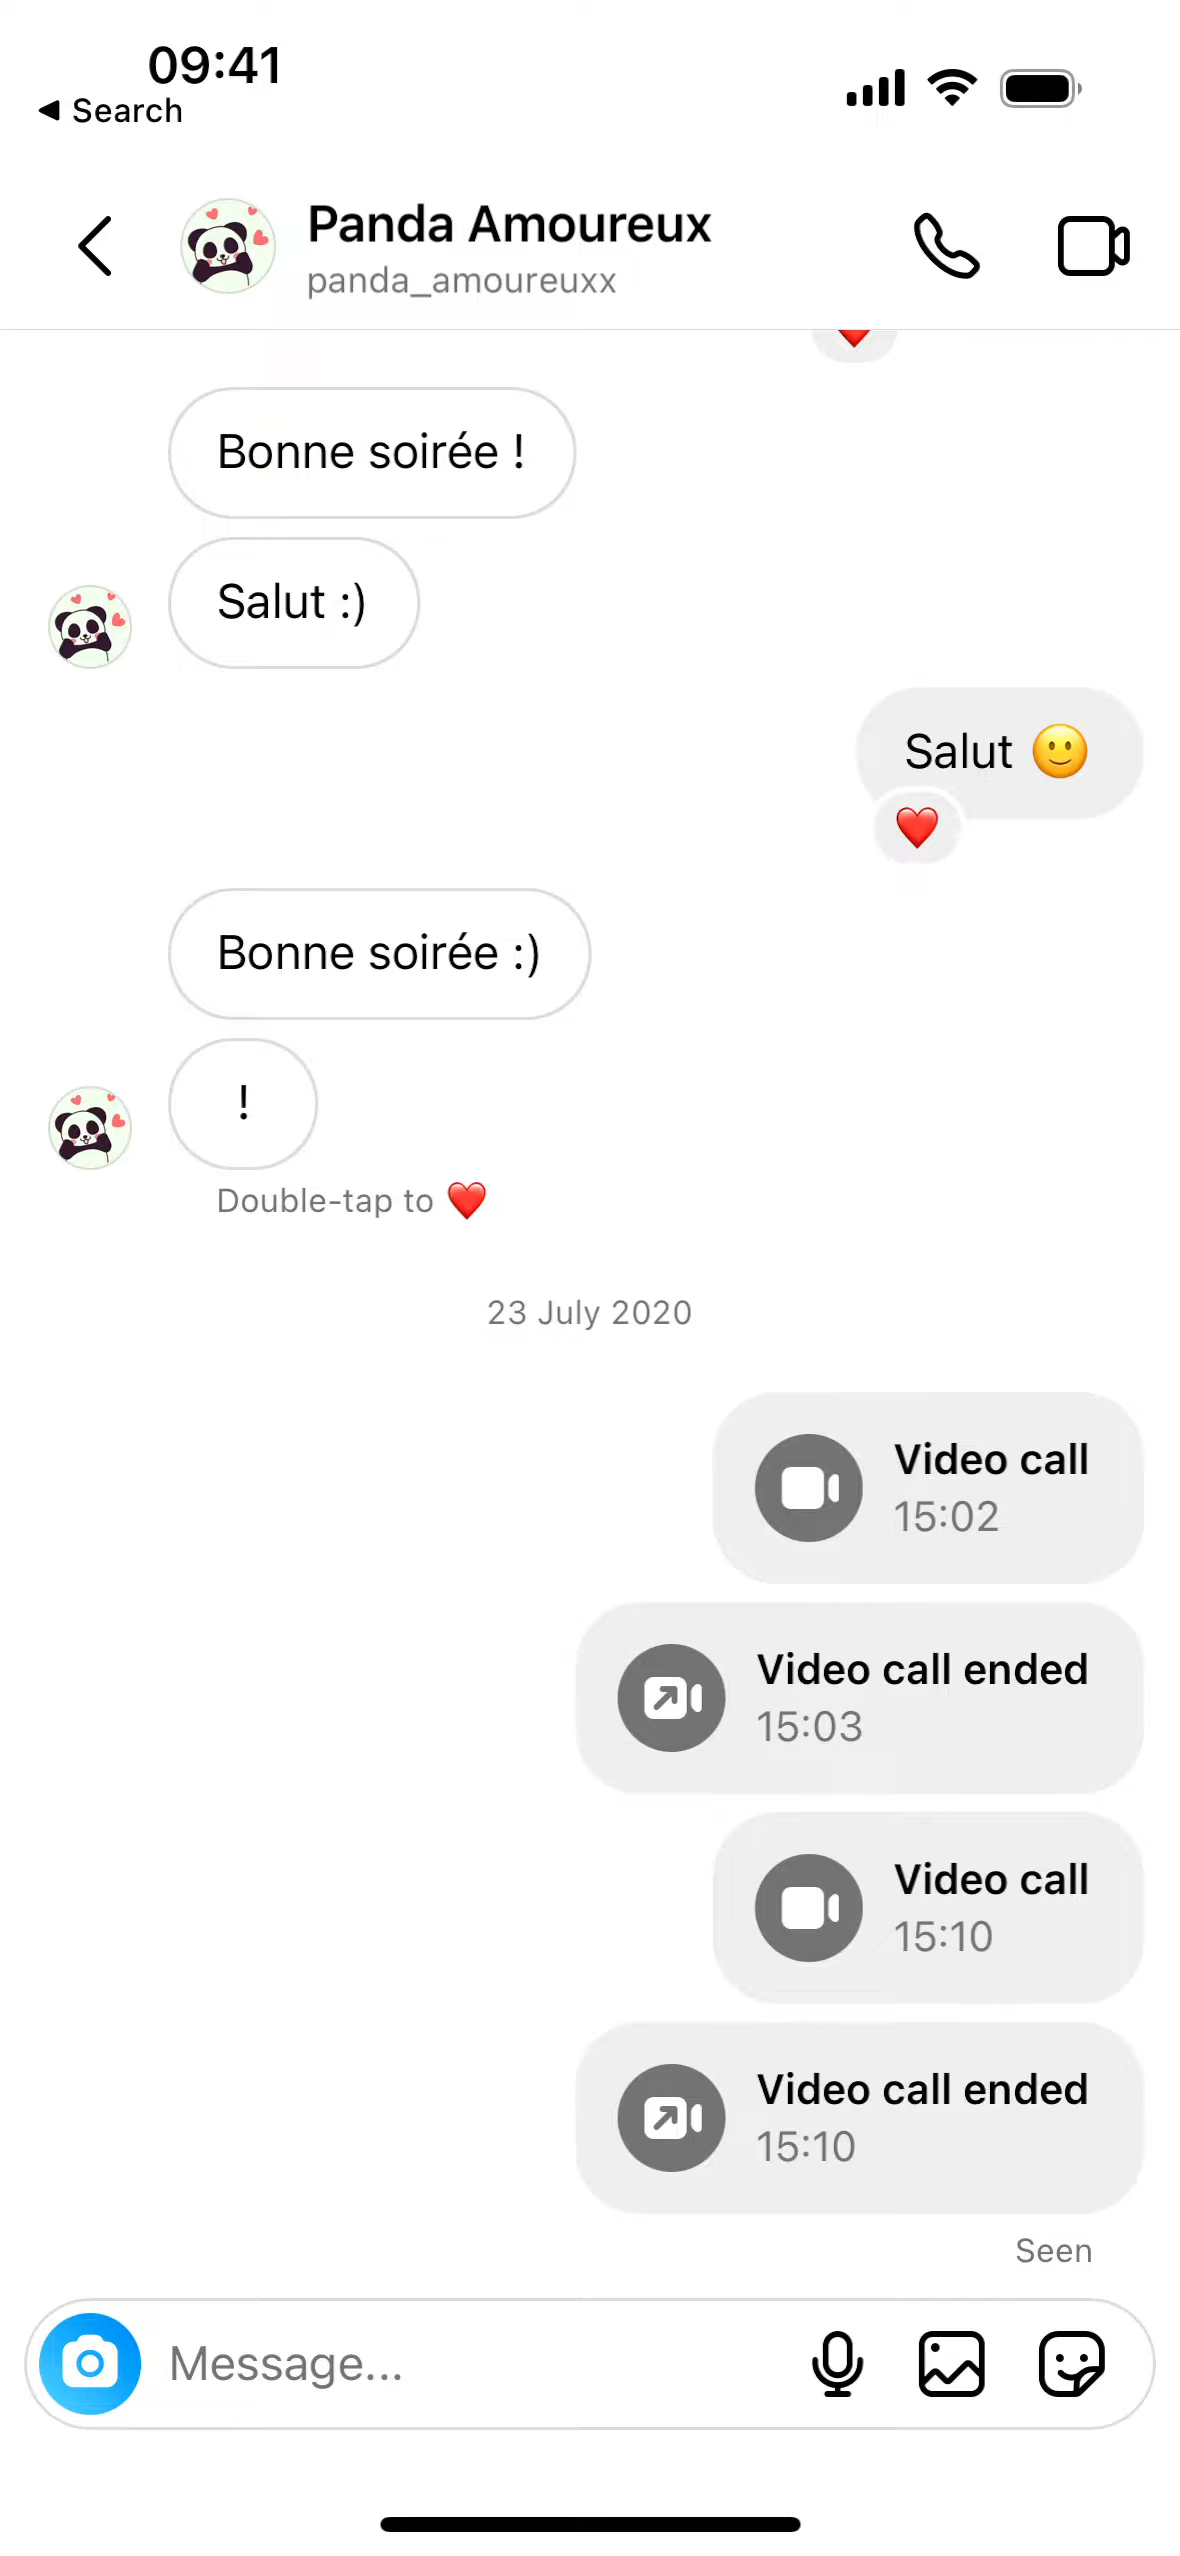 09:41
◀ Search
Panda Amoureux
panda_amoureuxx
Bonne soirée !
Salut :)
Salut 🙂
❤️
Bonne soirée :)
!
Double-tap to ❤️
23 July 2020
Video call
15:02
Video call ended
15:03
Video call
15:10
Video call ended
15:10
Seen
Message...